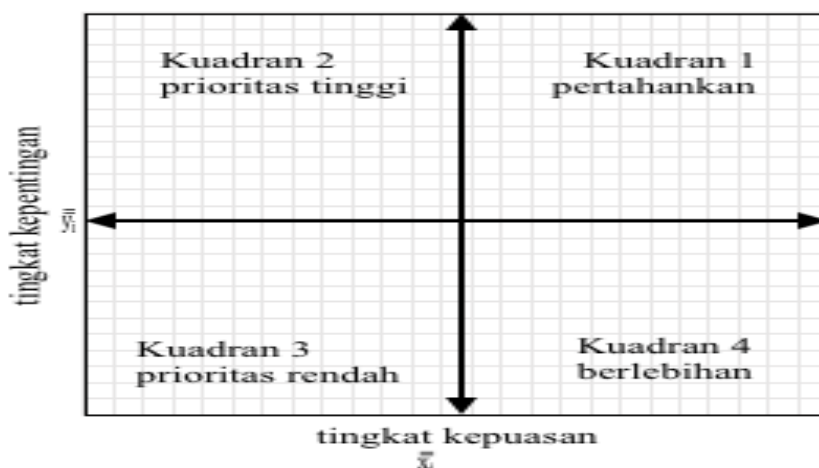 Kuadran 2
prioritas tinggi
Kuadran 1
pertahankan
tingkat kepentingan
Kuadran 3
prioritas rendah
Kuadran 4
berlebihan
tingkat kepuasan